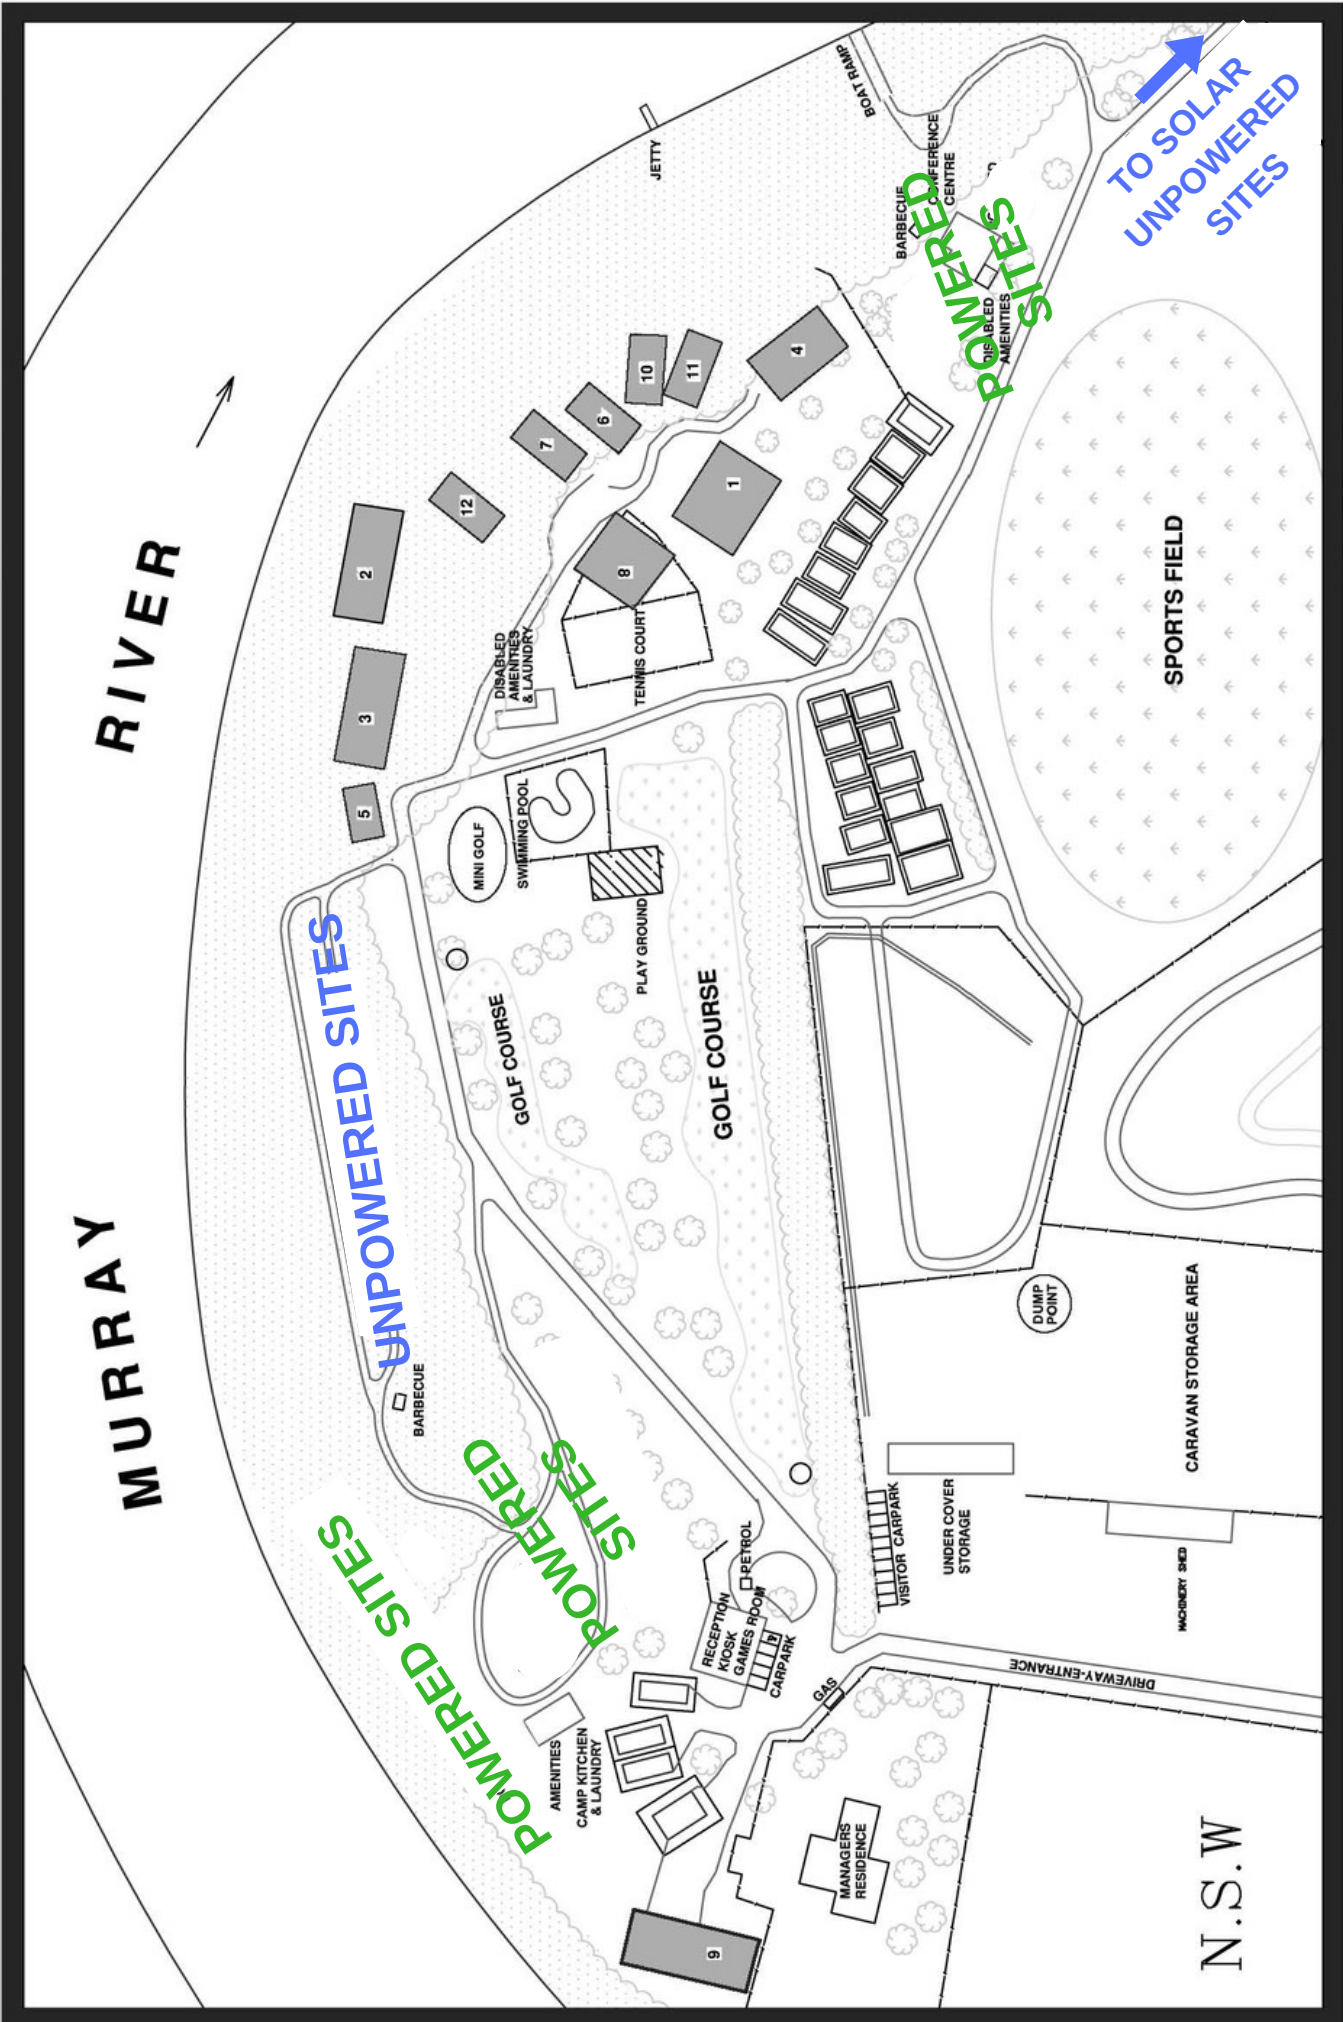 MURRAY RIVER
BOAT RAMP
JETTY
TO SOLAR
UNPOWERED
SITES
BARBECUE
CONFERENCE
CENTRE
POWERED
SITES
DISABLED
AMENITIES
10
11
4
6
7
12
1
2
8
3
5
DISABLED
AMENITIES
& LAUNDRY
TENNIS COURT
SPORTS FIELD
MINI GOLF
SWIMMING POOL
PLAY GROUND
GOLF COURSE
GOLF COURSE
UNPOWERED SITES
BARBECUE
DUMP
POINT
CARAVAN STORAGE AREA
UNDER COVER
STORAGE
VISITOR CARPARK
MACHINERY SHED
POWERED
SITES
POWERED SITES
PETROL
RECEPTION
KIOSK
GAMES ROOM
CARPARK
GAS
DRIVEWAY-ENTRANCE
AMENITIES
CAMP KITCHEN
& LAUNDRY
MANAGERS
RESIDENCE
9
N.S.W